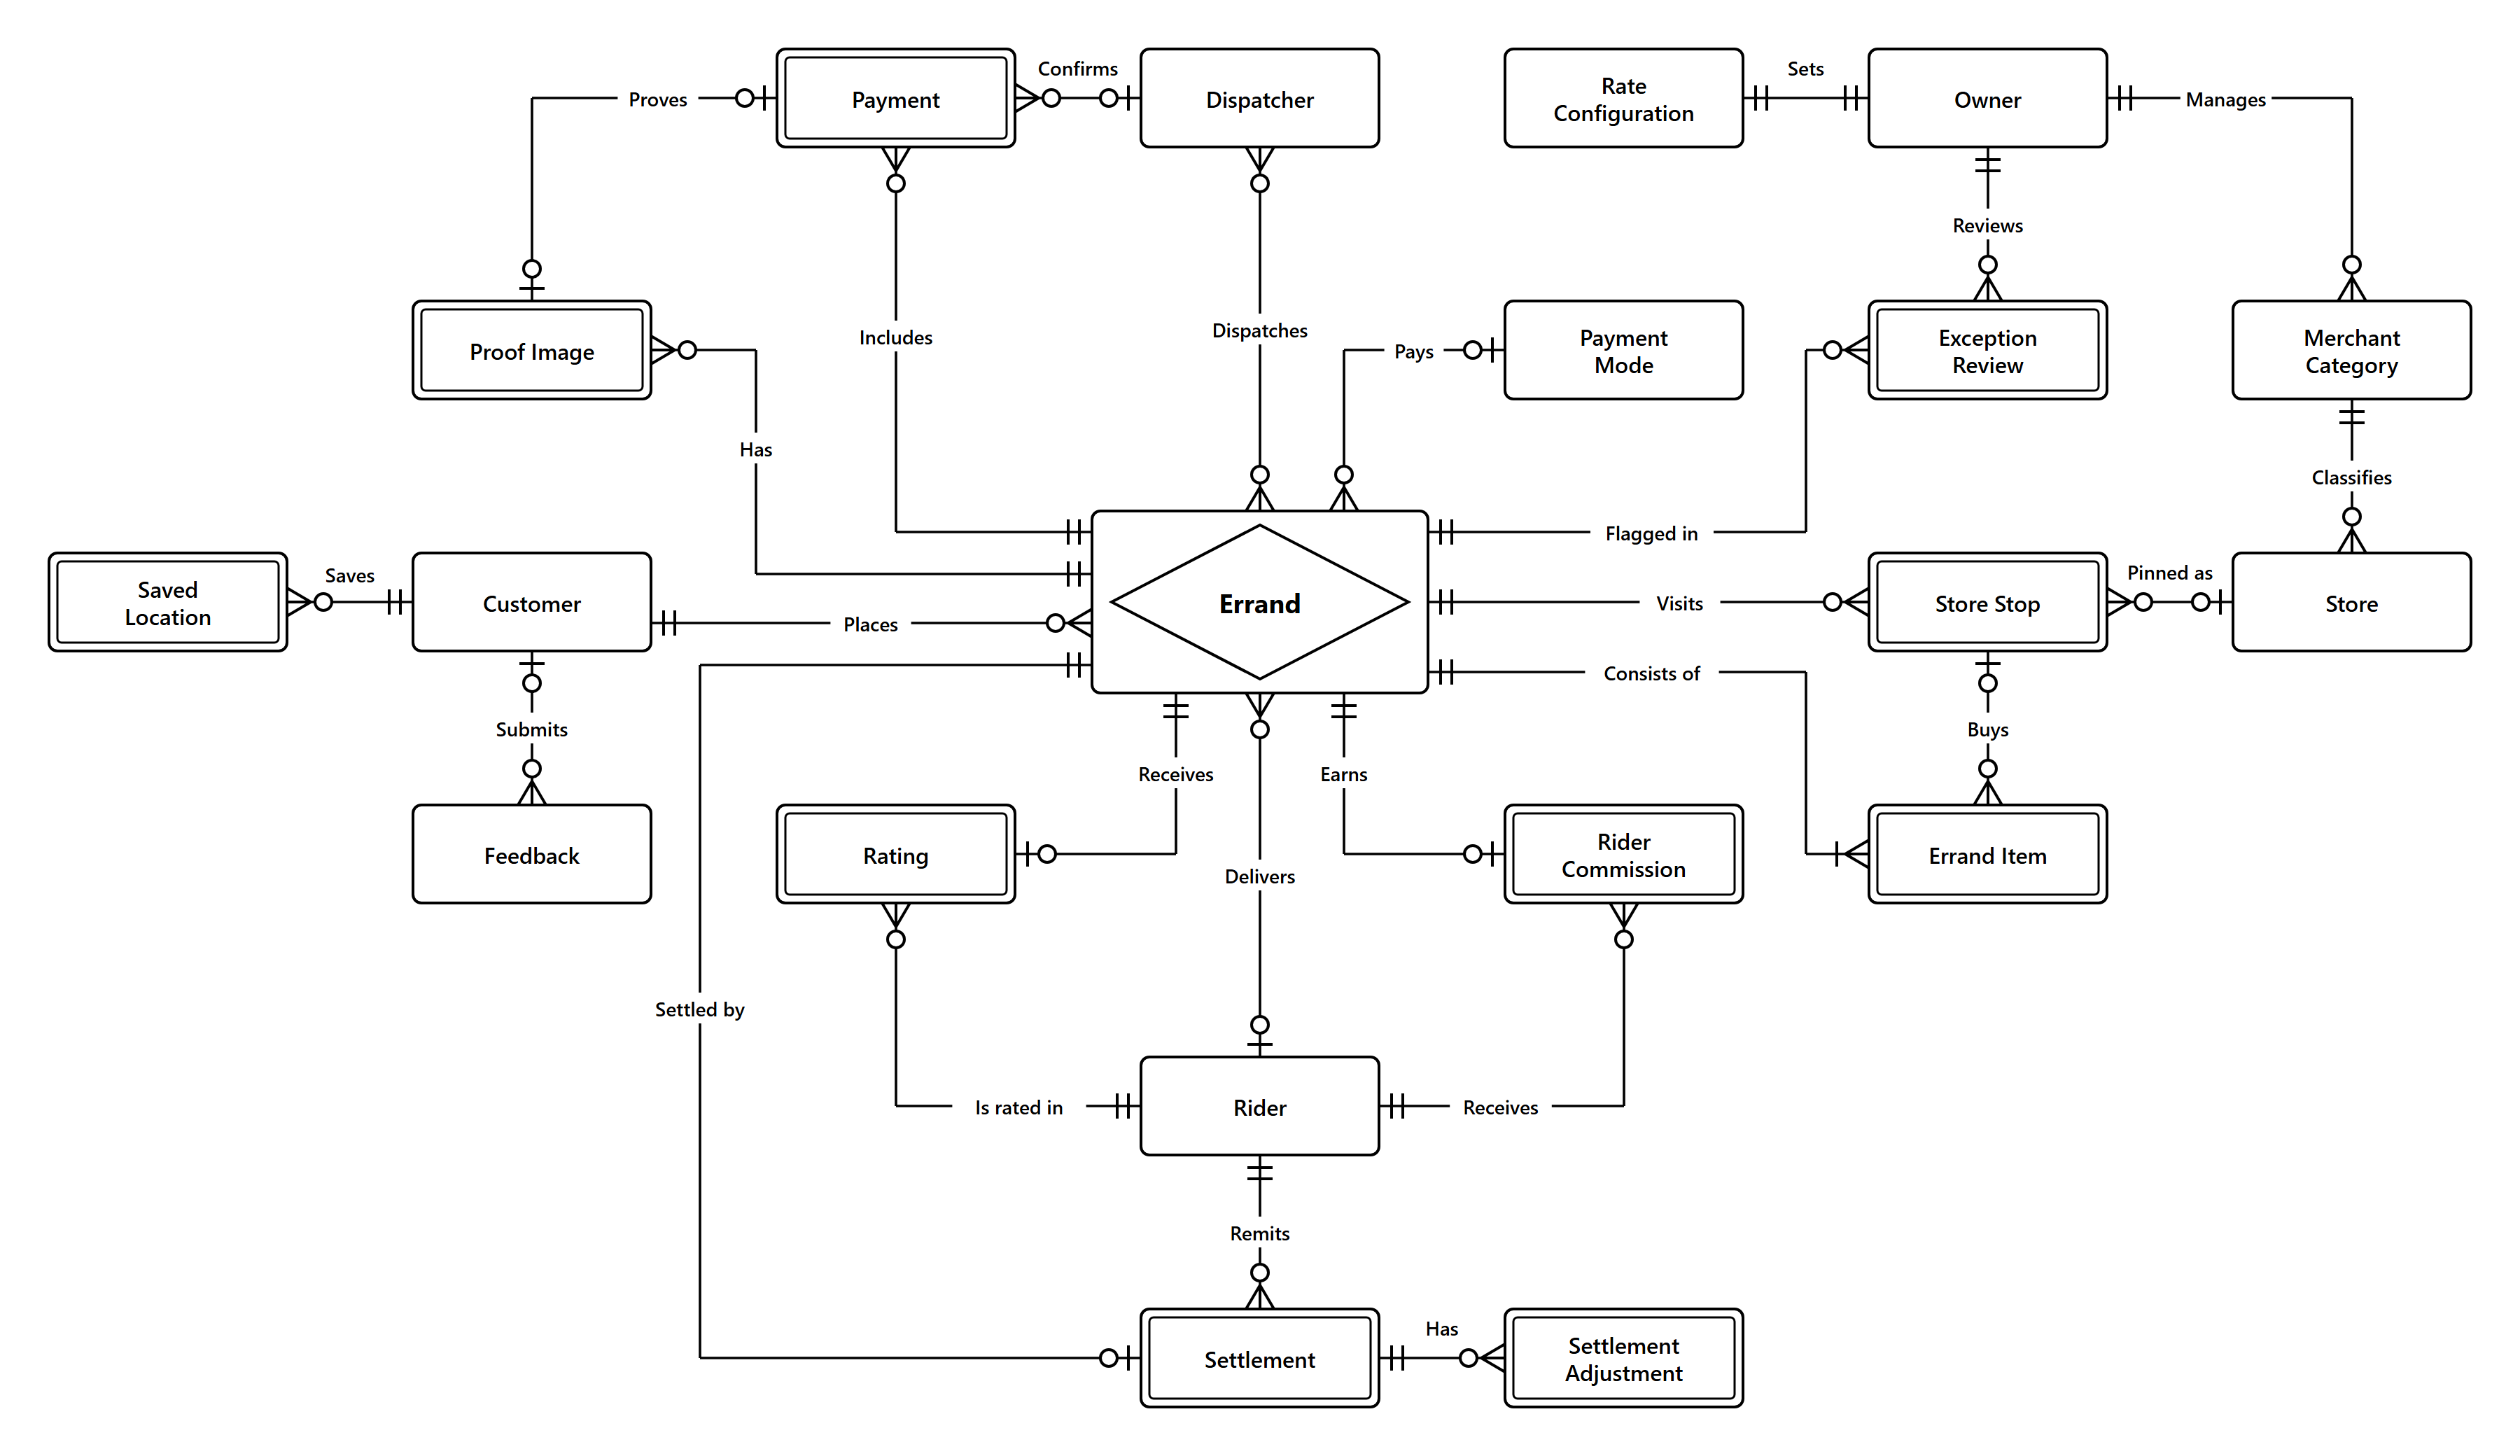 Confirms
Sets
Proves
Payment
Dispatcher
Rate
Configuration
Owner
Manages
Reviews
Proof Image
Includes
Dispatches
Pays
Payment
Mode
Exception
Review
Merchant
Category
Has
Classifies
Flagged in
Saved
Location
Saves
Customer
Places
Errand
Visits
Store Stop
Pinned as
Store
Consists of
Submits
Receives
Earns
Buys
Feedback
Rating
Delivers
Rider
Commission
Errand Item
Settled by
Is rated in
Rider
Receives
Remits
Has
Settlement
Settlement
Adjustment